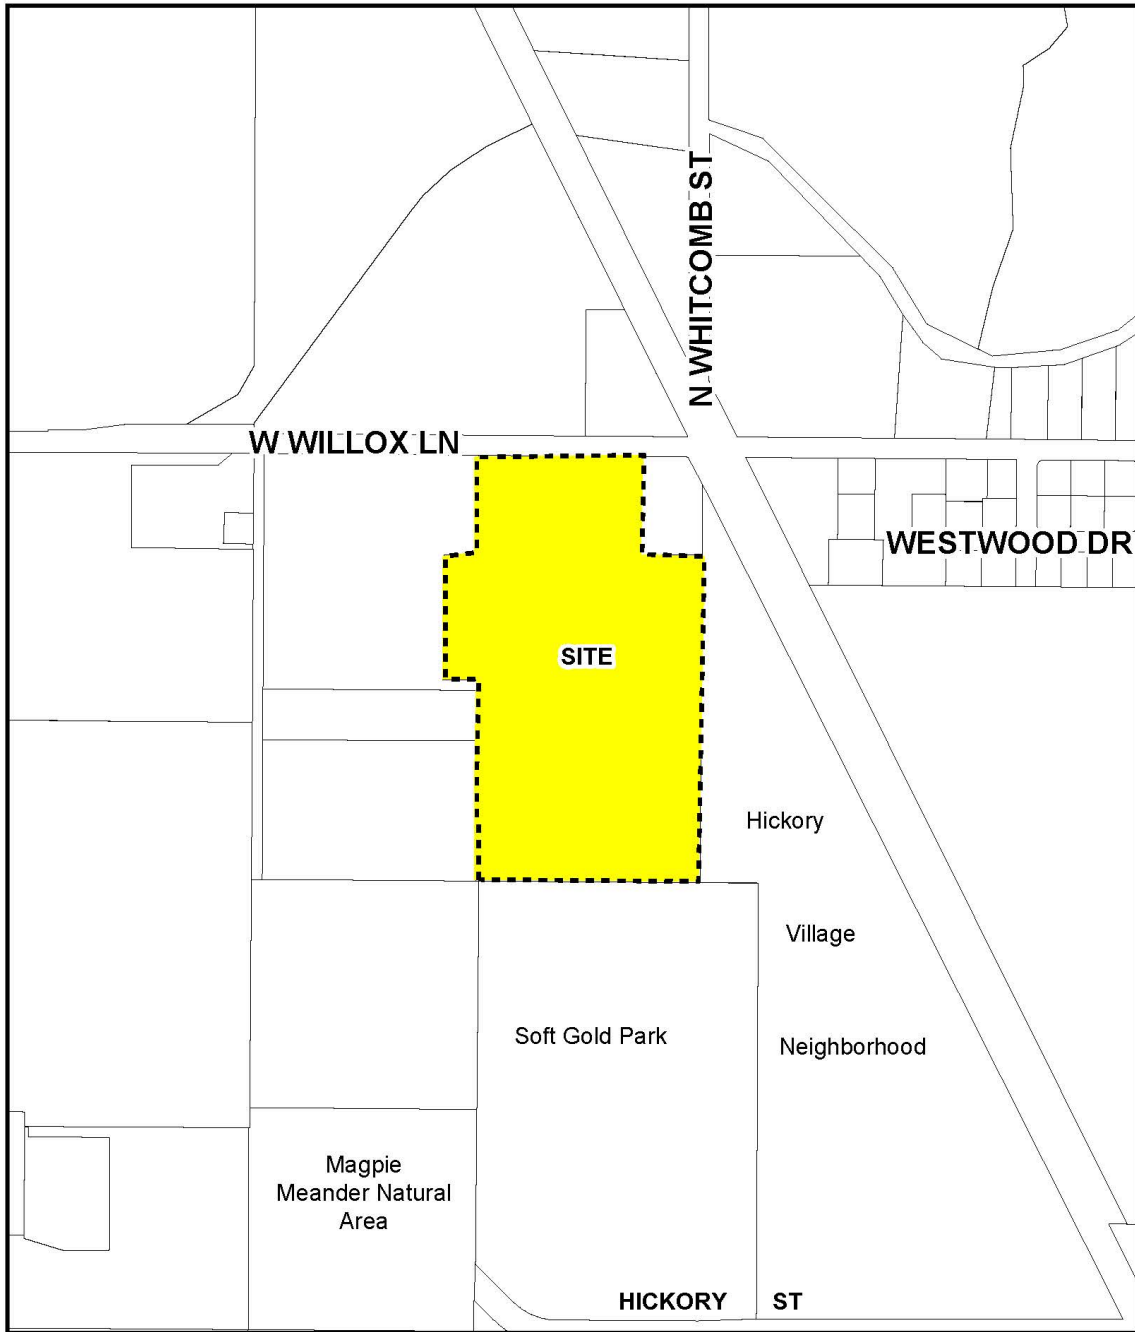 N WHITCOMB ST
W WILLOX LN
WESTWOOD DR
SITE
Hickory
Village
Soft Gold Park
Neighborhood
Magpie
Meander Natural
Area
HICKORY ST